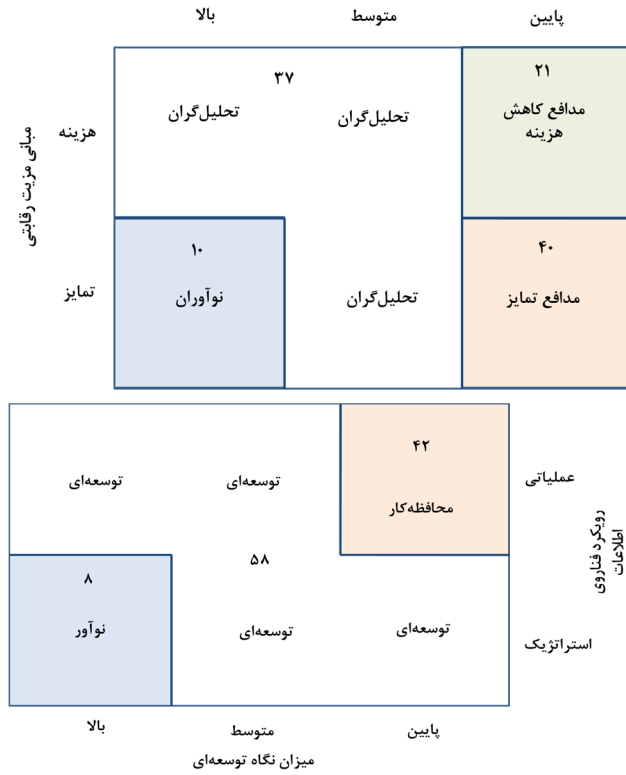 پایین متوسط بالا
۲۱
۳۷
مدافع کاهش
هزینه
تحلیل‌گران
تحلیل‌گران
هزینه
مبانی مزیت رقابتی
۴۰
۱۰
مدافع تمایز
تحلیل‌گران
نوآوران
تمایز
۴۲
عملیاتی
محافظه‌کار
توسعه‌ای
توسعه‌ای
رویکرد فناروی
اطلاعات
۵۸
۸
استراتژیک
توسعه‌ای
توسعه‌ای
نوآور
پایین متوسط بالا
میزان نگاه توسعه‌ای